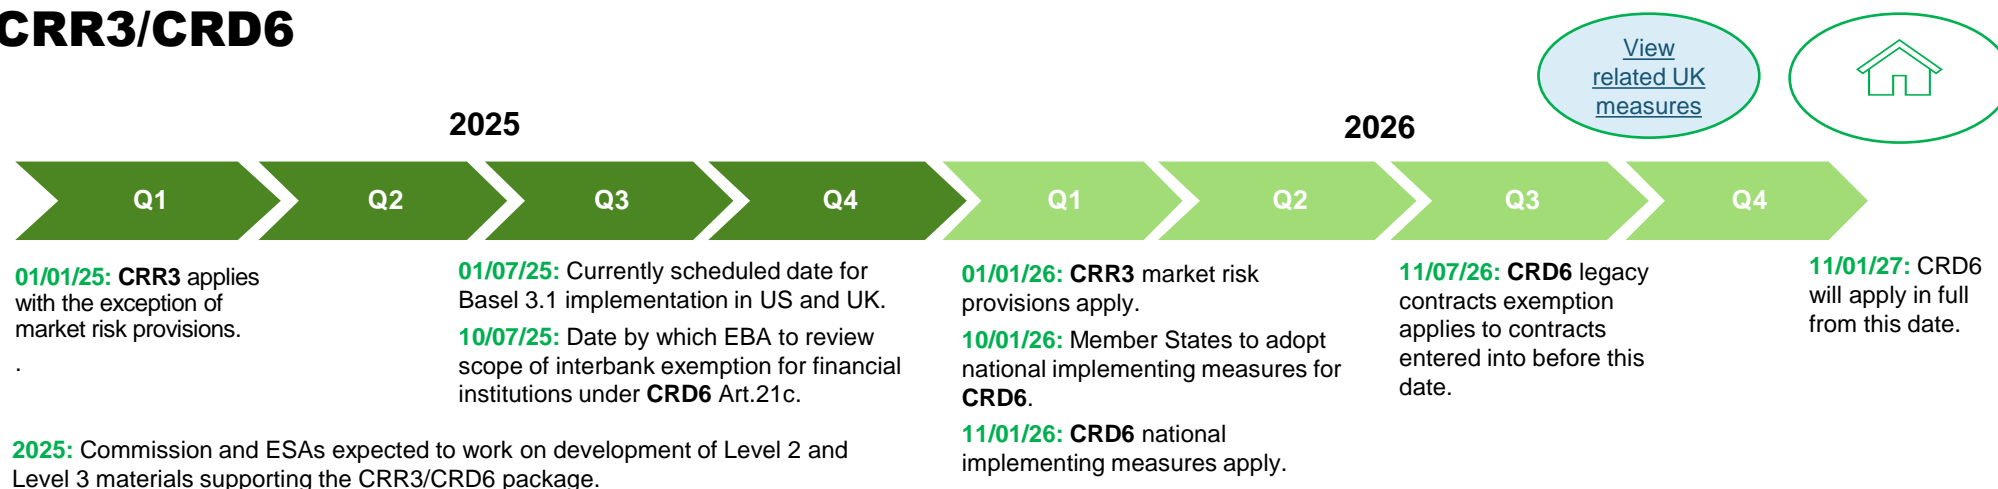 CRR3/CRD6
View
related UK
measures
2025
2026
Q1
Q2
Q3
Q4
Q1
Q2
Q3
Q4
01/01/25: CRR3 applies
with the exception of
market risk provisions.
.
01/07/25: Currently scheduled date for
Basel 3.1 implementation in US and UK.
10/07/25: Date by which EBA to review
scope of interbank exemption for financial
institutions under CRD6 Art.21c.
01/01/26: CRR3 market risk
provisions apply.
10/01/26: Member States to adopt
national implementing measures for
CRD6.
11/01/26: CRD6 national
implementing measures apply.
11/07/26: CRD6 legacy
contracts exemption
applies to contracts
entered into before this
date.
11/01/27: CRD6
will apply in full
from this date.
2025: Commission and ESAs expected to work on development of Level 2 and
Level 3 materials supporting the CRR3/CRD6 package.